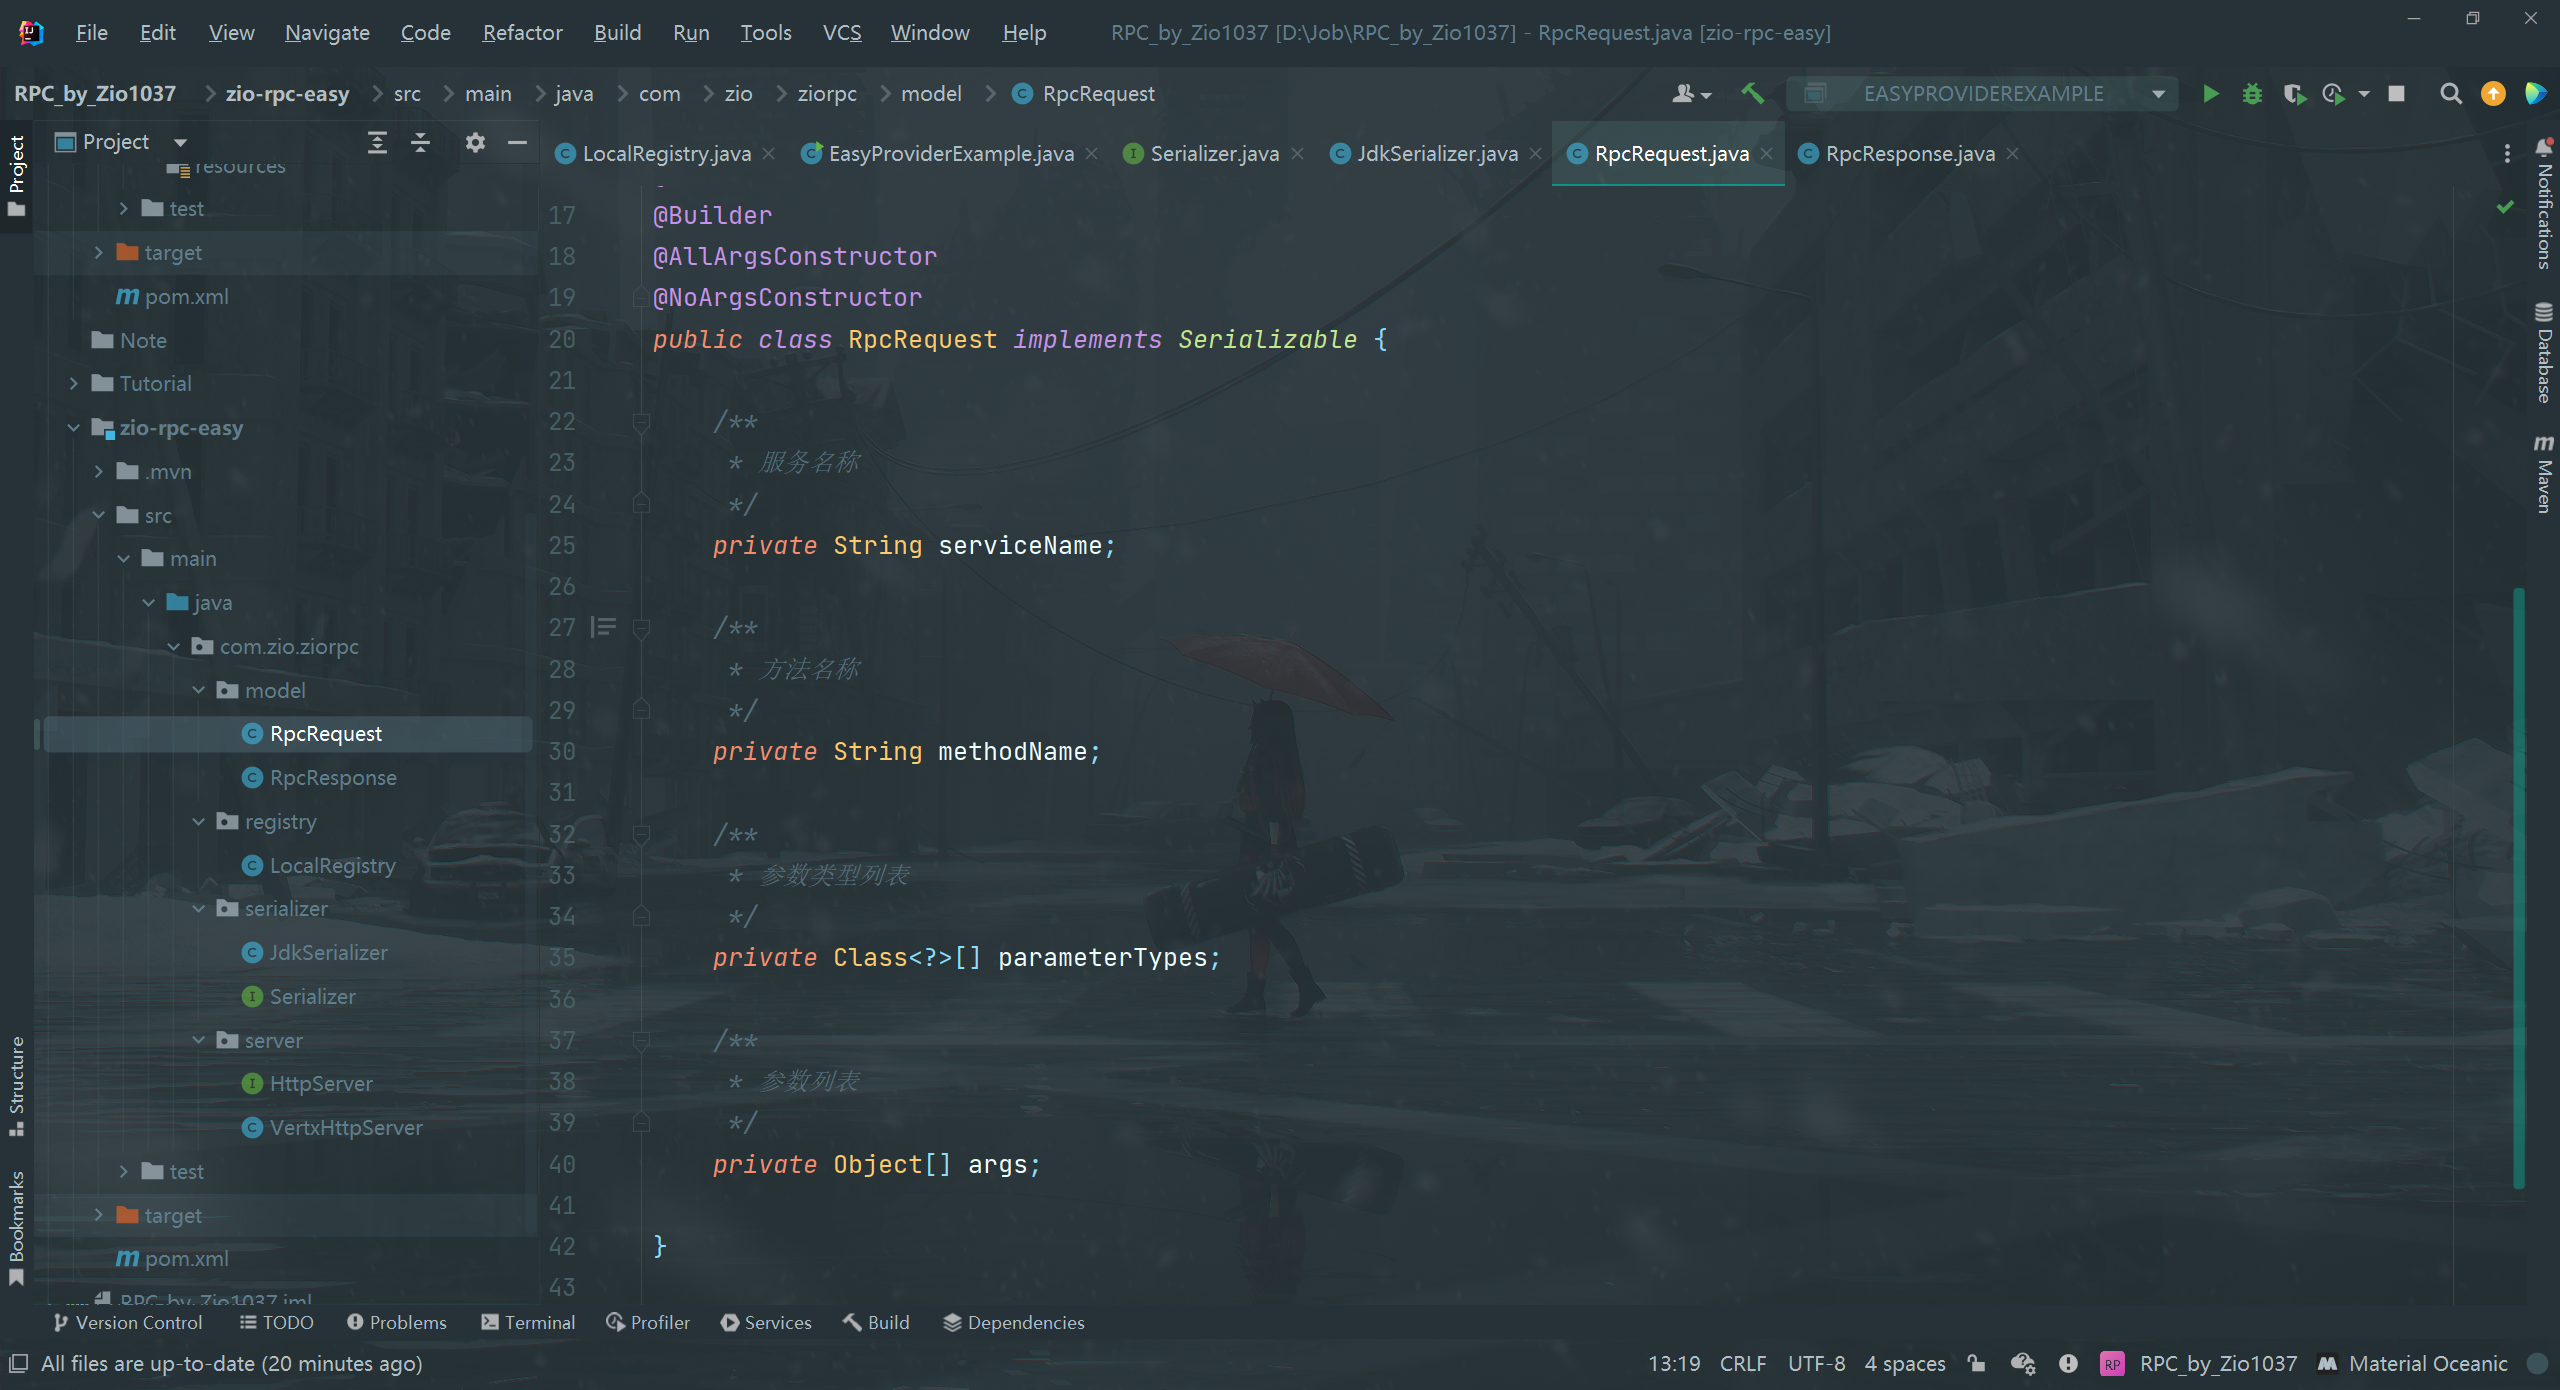 File Edit View Navigate Code Refactor Build Run Tools VCS Window Help RPC_by_Zio1037 [D:\Job\RPC_by_Zio1037] - RpcRequest.java [zio-rpc-easy]
RPC_by_Zio1037 zio-rpc-easy src main java com zio ziorpc model RpcRequest EASYPROVIDEREXAMPLE
Project
LocalRegistry.java EasyProviderExample.java Serializer.java JdkSerializer.java RpcRequest.java RpcResponse.java
Project
resources
test
target
pom.xml
Note
Tutorial
zio-rpc-easy
.mvn
src
main
java
com.zio.ziorpc
model
RpcRequest
RpcResponse
registry
LocalRegistry
serializer
JdkSerializer
Serializer
server
HttpServer
VertxHttpServer
test
target
pom.xml
RPC_by_Zio1037.iml
Structure
Bookmarks
17 @Builder
18 @AllArgsConstructor
19 @NoArgsConstructor
20 public class RpcRequest implements Serializable {
21
22 /**
23 * 服务名称
24 */
25 private String serviceName;
26
27 /**
28 * 方法名称
29 */
30 private String methodName;
31
32 /**
33 * 参数类型列表
34 */
35 private Class<?>[] parameterTypes;
36
37 /**
38 * 参数列表
39 */
40 private Object[] args;
41
42 }
43
Notifications
Database
Maven
Version Control TODO Problems Terminal Profiler Services Build Dependencies
All files are up-to-date (20 minutes ago) 13:19 CRLF UTF-8 4 spaces RP RPC_by_Zio1037 Material Oceanic